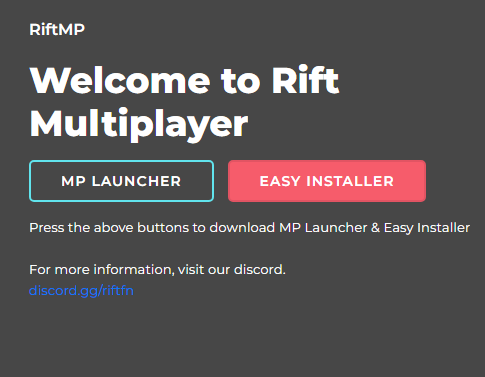 RiftMP
Welcome to Rift
Multiplayer
MP LAUNCHER
EASY INSTALLER
Press the above buttons to download MP Launcher & Easy Installer
For more information, visit our discord.
discord.gg/riftfn